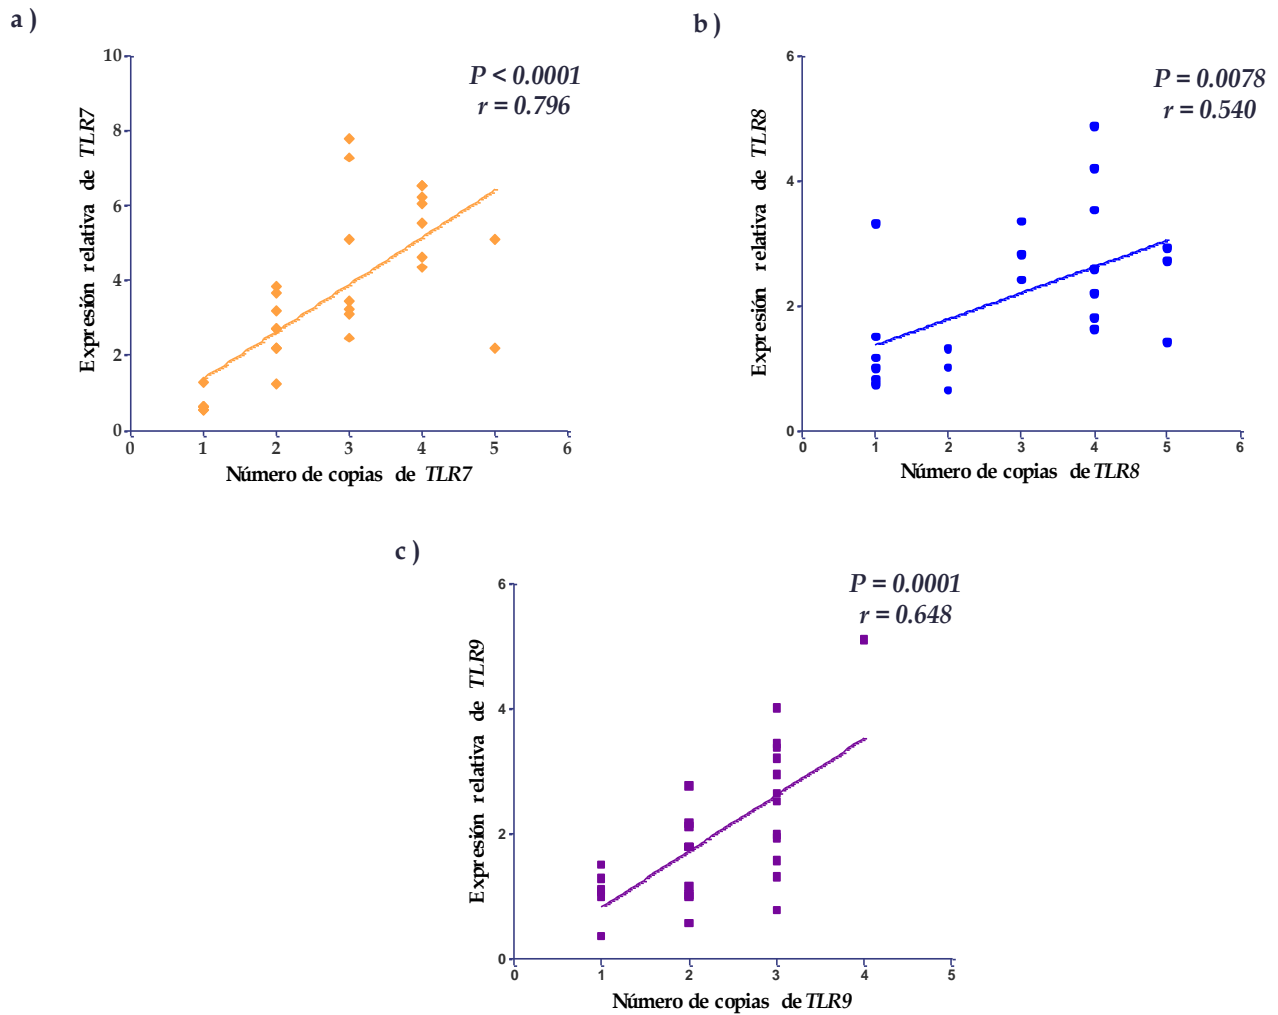 a )
P < 0.0001
r = 0.796
Expresión relativa de TLR7
10
8
6
4
2
0
0 1 2 3 4 5 6
Número de copias de TLR7
b )
P = 0.0078
r = 0.540
Expresión relativa de TLR8
6
4
2
0
0 1 2 3 4 5 6
Número de copias de TLR8
c )
P = 0.0001
r = 0.648
Expresión relativa de TLR9
6
4
2
0
0 1 2 3 4 5
Número de copias de TLR9